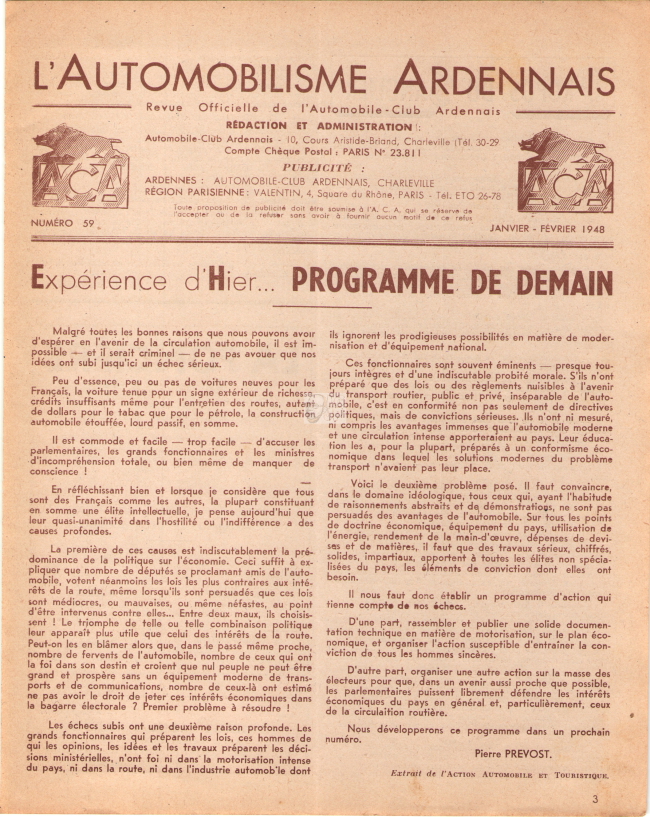 L'AUTOMOBILISME ARDENNAIS
Revue Officielle de l'Automobile-Club Ardennais
RÉDACTION ET ADMINISTRATION :
Automobile-Club Ardennais - 10, Cours Aristide-Briand, Charleville (Tél. 30-29
Compte Chèque Postal : PARIS N° 23.811
PUBLICITÉ :
ARDENNES : AUTOMOBILE-CLUB ARDENNAIS, CHARLEVILLE
RÉGION PARISIENNE : VALENTIN, 4, Square du Rhône, PARIS - Tél. ETO 26-78
Toute proposition de publicité doit être soumise à l'A. C. A. qui se réserve de
l'accepter ou de la refuser sans avoir à fournir aucun motif de ce refus
ACA
ACA
NUMÉRO 59
JANVIER - FÉVRIER 1948
Expérience d'Hier... PROGRAMME DE DEMAIN
Malgré toutes les bonnes raisons que nous pouvons avoir
d'espérer en l'avenir de la circulation automobile, il est im-
possible — et il serait criminel — de ne pas avouer que nos
idées ont subi jusqu'ici un échec sérieux.
Peu d'essence, peu ou pas de voitures neuves pour les
Français, la voiture tenue pour un signe extérieur de richesse,
crédits insuffisants même pour l'entretien des routes, autant
de dollars pour le tabac que pour le pétrole, la construction
automobile étouffée, lourd passif, en somme.
Il est commode et facile — trop facile — d'accuser les
parlementaires, les grands fonctionnaires et les ministres
d'incompréhension totale, ou bien même de manquer de
conscience !
En réfléchissant bien et lorsque je considère que tous
sont des Français comme les autres, la plupart constituant
en somme une élite intellectuelle, je pense aujourd'hui que
leur quasi-unanimité dans l'hostilité ou l'indifférence a des
causes profondes.
La première de ces causes est indiscutablement la pré-
dominance de la politique sur l'économie. Ceci suffit à ex-
pliquer que nombre de députés se proclamant amis de l'auto-
mobile, votent néanmoins les lois les plus contraires aux inté-
rêts de la route, même lorsqu'ils sont persuadés que ces lois
sont médiocres, ou mauvaises, ou même néfastes, au point
d'être intervenus contre elles... Entre deux maux, ils choisis-
sent ! Le triomphe de telle ou telle combinaison politique
leur apparaît plus utile que celui des intérêts de la route.
Peut-on les en blâmer alors que, dans le passé même proche,
nombre de fervents de l'automobile, nombre de ceux qui ont
la foi dans son destin et croient que nul peuple ne peut être
grand et prospère sans un équipement moderne de trans-
ports et de communications, nombre de ceux-là ont estimé
ne pas avoir le droit de jeter ces intérêts économiques dans
la bagarre électorale ? Premier problème à résoudre !
Les échecs subis ont une deuxième raison profonde. Les
grands fonctionnaires qui préparent les lois, ces hommes de
qui les opinions, les idées et les travaux préparent les déci-
sions ministérielles, n'ont foi ni dans la motorisation intense
du pays, ni dans la route, ni dans l'industrie automob'le dont
ils ignorent les prodigieuses possibilités en matière de moder-
nisation et d'équipement national.
Ces fonctionnaires sont souvent éminents — presque tou-
jours intègres et d'une indiscutable probité morale. S'ils n'ont
préparé que des lois ou des règlements nuisibles à l'avenir
du transport routier, public et privé, inséparable de l'auto-
mobile, c'est en conformité non pas seulement de directives
politiques, mais de convictions sérieuses. Ils n'ont ni mesuré,
ni compris les avantages immenses que l'automobile moderne
et une circulation intense apporteraient au pays. Leur éduca-
tion les a, pour la plupart, préparés à un conformisme éco-
nomique dans lequel les solutions modernes du problème
transport n'avaient pas leur place.
Voici le deuxième problème posé. Il faut convaincre,
dans le domaine idéologique, tous ceux qui, ayant l'habitude
de raisonnements abstraits et de démonstrations, ne sont pas
persuadés des avantages de l'automobile. Sur tous les points
de doctrine économique, équipement du pays, utilisation de
l'énergie, rendement de la main-d'œuvre, dépenses de devi-
ses et de matières, il faut que des travaux sérieux, chiffrés,
solides, impartiaux, apportent à toutes les élites non spécia-
lisées du pays, les éléments de conviction dont elles ont
besoin.
Il nous faut donc établir un programme d'action qui
tienne compte de nos échecs.
D'une part, rassembler et publier une solide documen-
tation technique en matière de motorisation, sur le plan éco-
nomique, et organiser l'action susceptible d'entrainer la con-
viction de tous les hommes sincères.
D'autre part, organiser une autre action sur la masse des
électeurs pour que, dans un avenir aussi proche que possible,
les parlementaires puissent librement défendre les intérêts
économiques du pays en général et, particulièrement, ceux
de la circulaition routière.
Nous développerons ce programme dans un prochain
numéro.
Pierre PREVOST.
Extrait de l'ACTION AUTOMOBILE ET TOURISTIQUE.
3